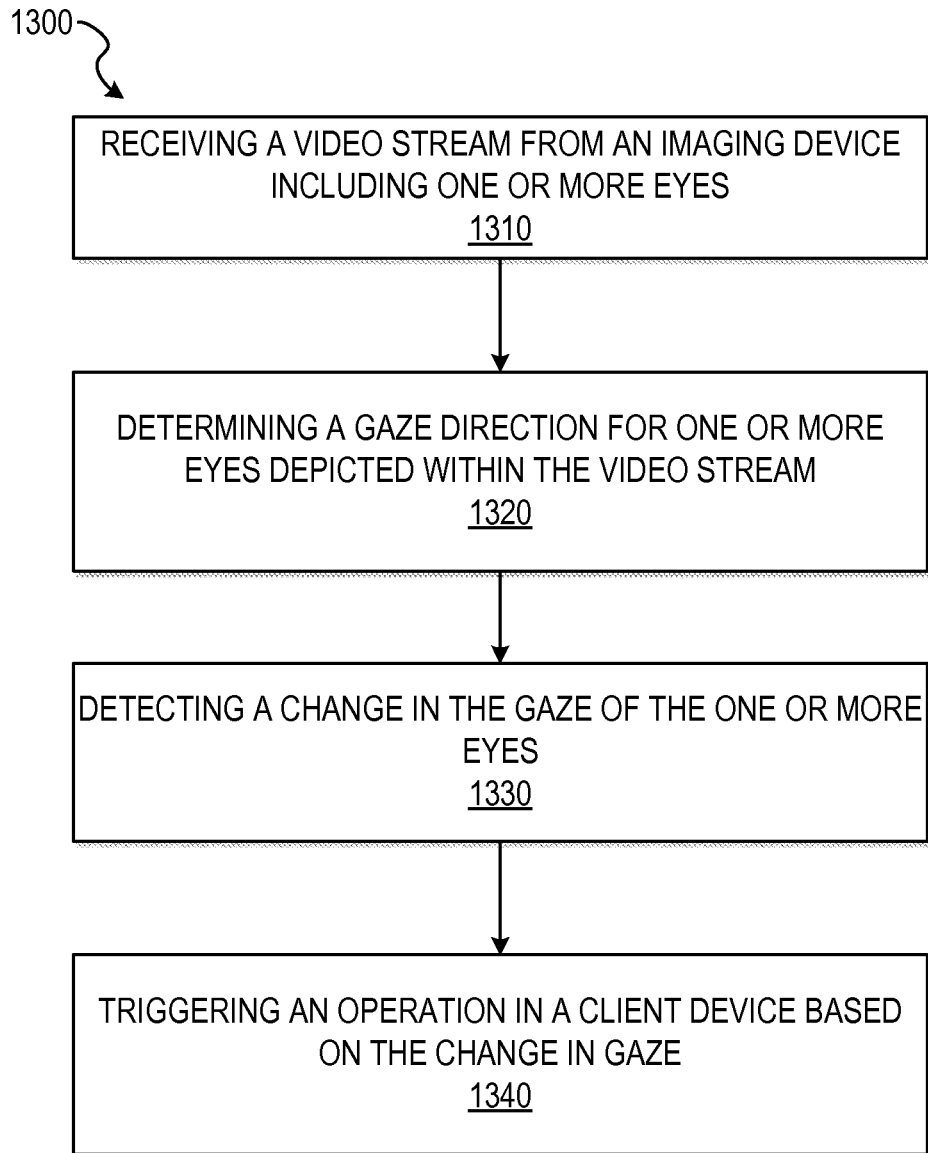 1300
RECEIVING A VIDEO STREAM FROM AN IMAGING DEVICE
INCLUDING ONE OR MORE EYES
1310
DETERMINING A GAZE DIRECTION FOR ONE OR MORE
EYES DEPICTED WITHIN THE VIDEO STREAM
1320
DETECTING A CHANGE IN THE GAZE OF THE ONE OR MORE
EYES
1330
TRIGGERING AN OPERATION IN A CLIENT DEVICE BASED
ON THE CHANGE IN GAZE
1340